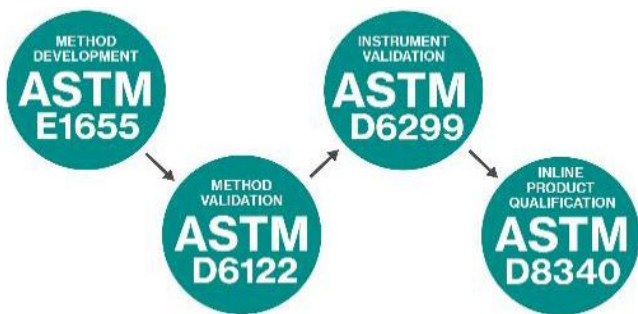 METHOD
DEVELOPMENT
ASTM
E1655
METHOD
VALIDATION
ASTM
D6122
INSTRUMENT
VALIDATION
ASTM
D6299
INLINE
PRODUCT
QUALIFICATION
ASTM
D8340